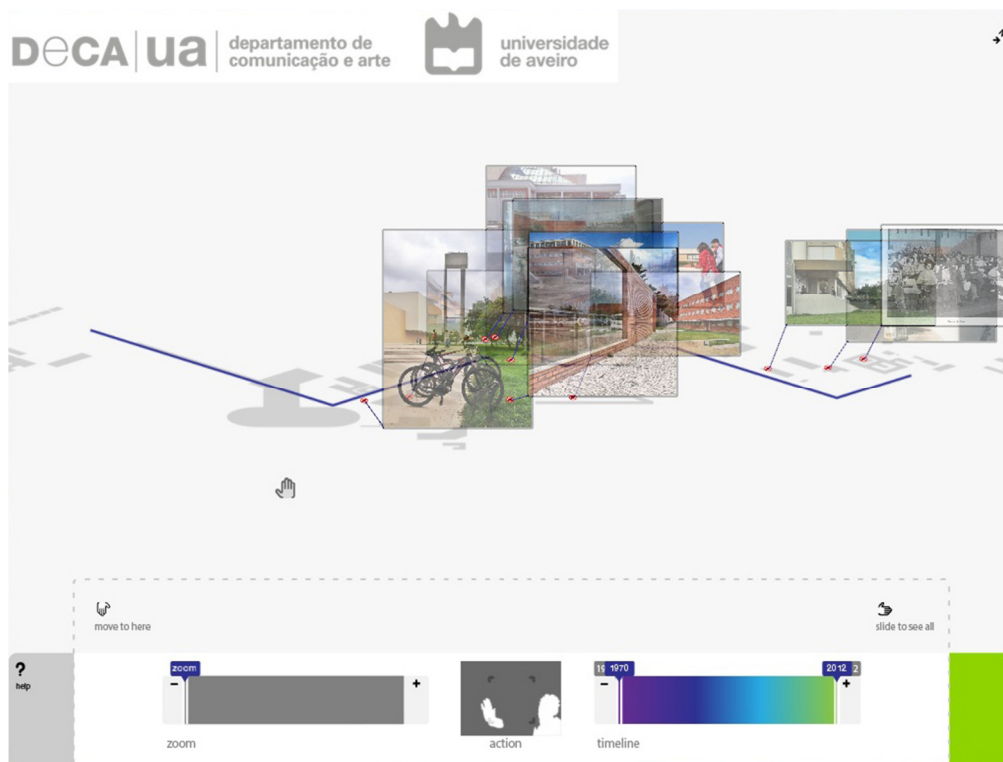 DeCA|ua
departamento de
comunicação e arte
universidade
de aveiro
move to here
slide to see all
?
help
zoom
-
+
zoom
action
1970
2012
-
+
timeline